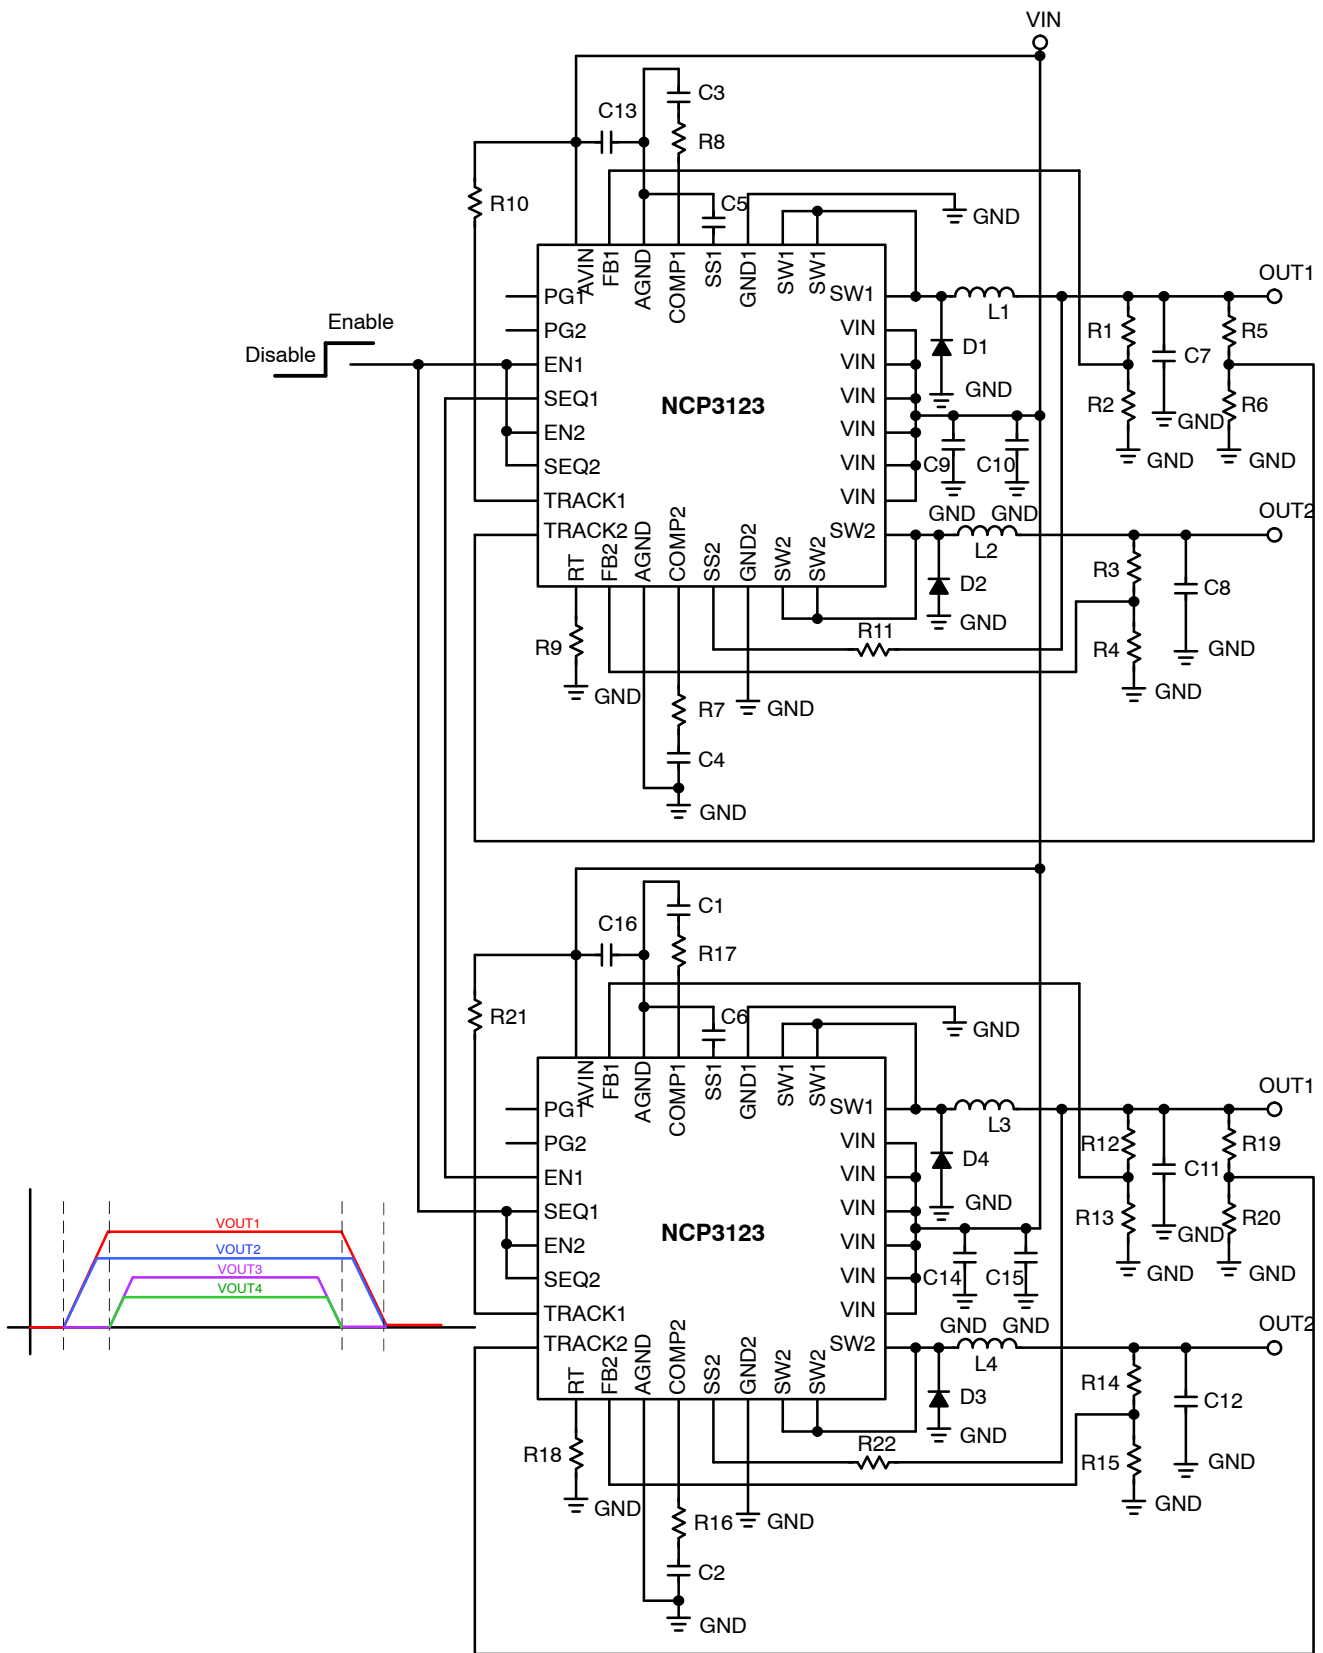 VIN
C3
C13
R8
R10
C5
GND
AVIN
FB1
AGND
COMP1
SS1
GND1
SW1
SW1
OUT1
PG1
SW1
L1
Enable
PG2
VIN
R1
R5
Disable
D1
C7
EN1
VIN
GND
SEQ1
NCP3123
VIN
R2
GND
R6
EN2
VIN
GND
GND
SEQ2
VIN
C9
C10
TRACK1
VIN
GND
GND
OUT2
TRACK2
SW2
L2
RT
FB2
AGND
COMP2
SS2
GND2
SW2
SW2
R3
D2
C8
GND
R11
R9
R4
GND
GND
GND
R7
GND
C4
GND
C1
C16
R17
R21
C6
GND
AVIN
FB1
AGND
COMP1
SS1
GND1
SW1
SW1
OUT1
PG1
SW1
L3
PG2
VIN
R12
R19
D4
C11
EN1
VIN
GND
SEQ1
NCP3123
VIN
R13
GND
R20
VOUT1
EN2
VIN
VOUT2
GND
GND
VOUT3
SEQ2
VIN
C14
C15
VOUT4
TRACK1
VIN
GND
GND
OUT2
TRACK2
SW2
L4
RT
FB2
AGND
COMP2
SS2
GND2
SW2
SW2
R14
D3
C12
GND
R22
R18
R15
GND
GND
GND
R16
GND
C2
GND